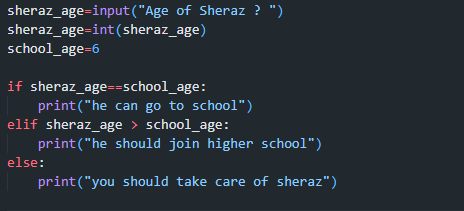 sheraz_age=input("Age of Sheraz ? ")
sheraz_age=int(sheraz_age)
school_age=6

if sheraz_age==school_age:
    print("he can go to school")
elif sheraz_age > school_age:
    print("he should join higher school")
else:
    print("you should take care of sheraz")